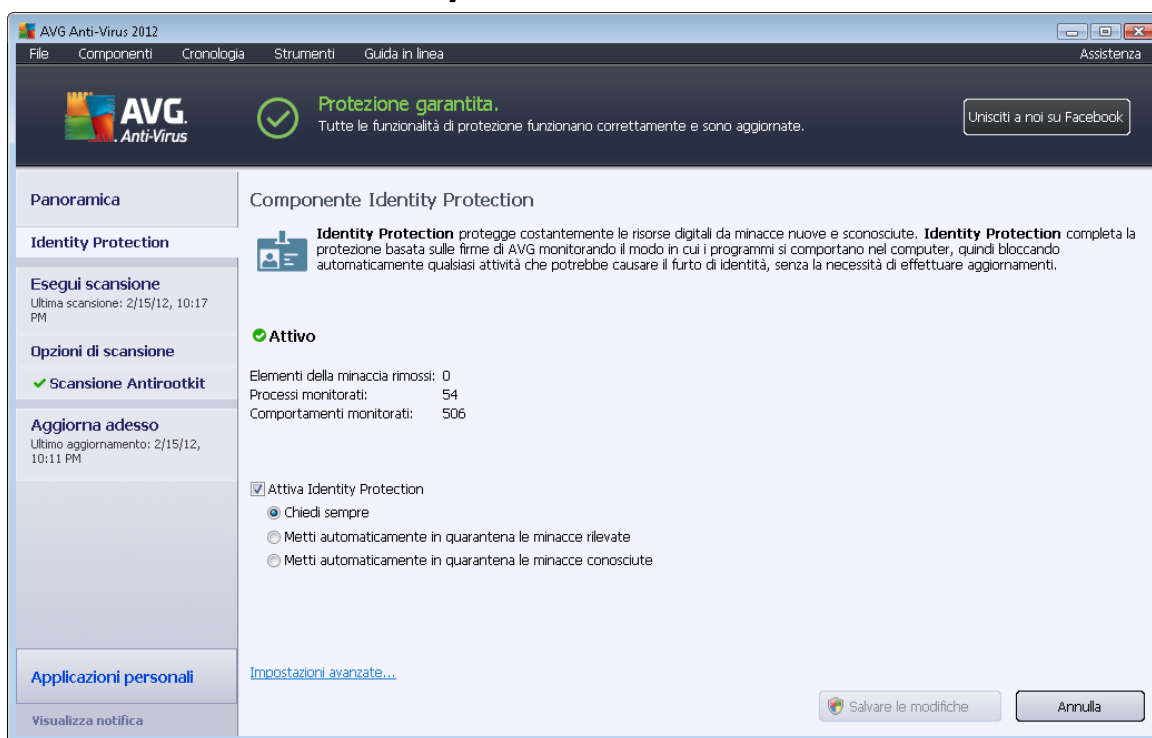 AVG Anti-Virus 2012
File Componenti Cronologia Strumenti Guida in linea Assistenza
AVG.
Anti-Virus
Protezione garantita.
Tutte le funzionalità di protezione funzionano correttamente e sono aggiornate.
Unisciti a noi su Facebook
Panoramica
Identity Protection
Esegui scansione
Ultima scansione: 2/15/12, 10:17
PM
Opzioni di scansione
Scansione Antirootkit
Aggiorna adesso
Ultimo aggiornamento: 2/15/12,
10:11 PM
Applicazioni personali
Visualizza notifica
Componente Identity Protection
Identity Protection protegge costantemente le risorse digitali da minacce nuove e sconosciute. Identity Protection completa la
protezione basata sulle firme di AVG monitorando il modo in cui i programmi si comportano nel computer, quindi bloccando
automaticamente qualsiasi attività che potrebbe causare il furto di identità, senza la necessità di effettuare aggiornamenti.
Attivo
Elementi della minaccia rimossi: 0
Processi monitorati: 54
Comportamenti monitorati: 506
Attiva Identity Protection
Chiedi sempre
Metti automaticamente in quarantena le minacce rilevate
Metti automaticamente in quarantena le minacce conosciute
Impostazioni avanzate...
Salvare le modifiche
Annulla